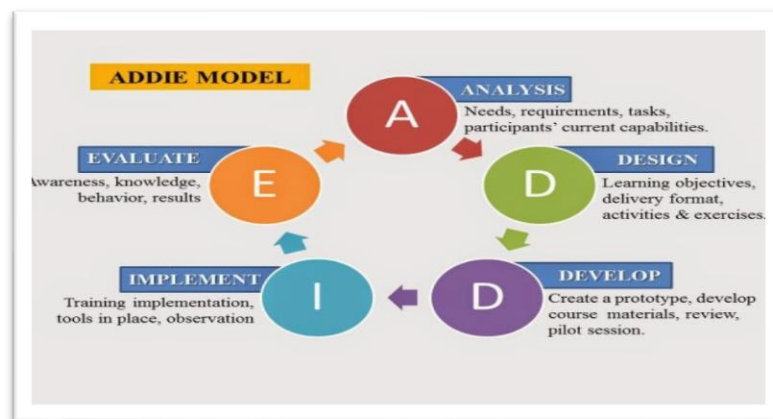 ADDIE MODEL
A
ANALYSIS
Needs, requirements, tasks,
participants' current capabilities.
D
DESIGN
Learning objectives,
delivery format,
activities & exercises.
D
DEVELOP
Create a prototype, develop
course materials, review,
pilot session.
I
IMPLEMENT
Training implementation,
tools in place, observation
E
EVALUATE
Awareness, knowledge,
behavior, results